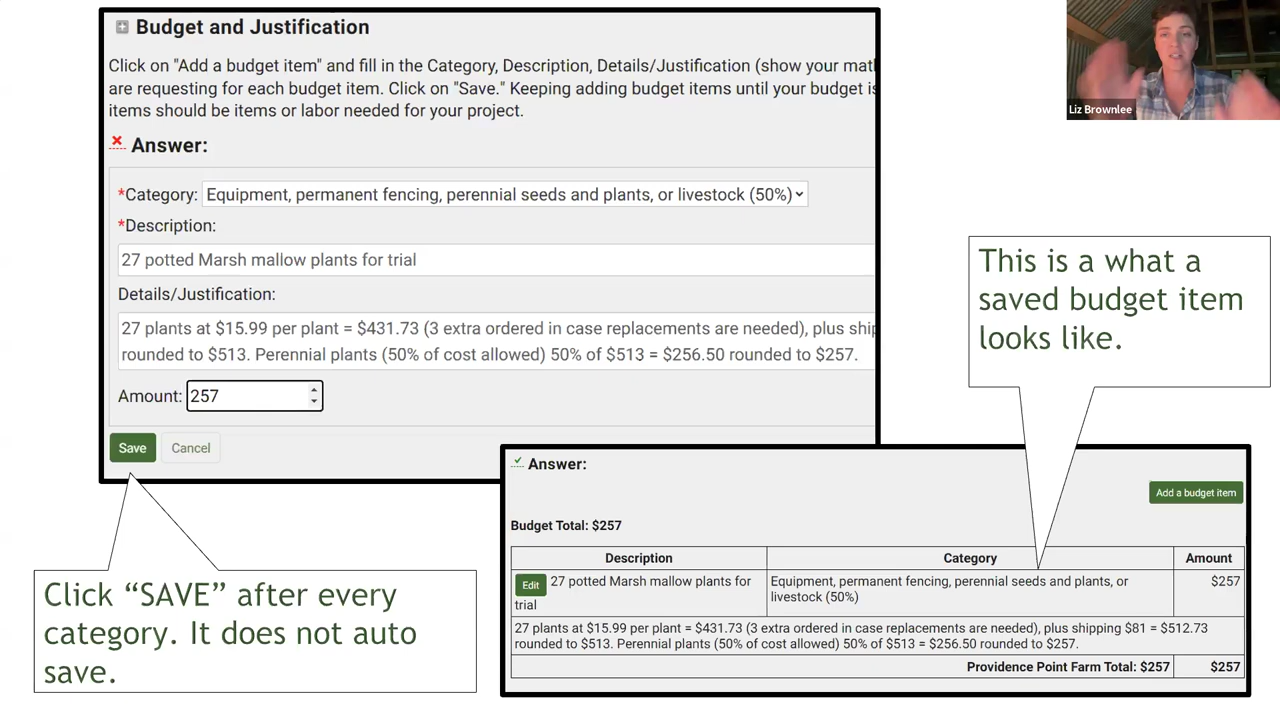 Budget and Justification
Click on "Add a budget item" and fill in the Category, Description, Details/Justification (show your mat
are requesting for each budget item. Click on "Save." Keeping adding budget items until your budget is
items should be items or labor needed for your project.
Answer:
*Category: Equipment, permanent fencing, perennial seeds and plants, or livestock (50%)
*Description:
27 potted Marsh mallow plants for trial
Details/Justification:
27 plants at $15.99 per plant = $431.73 (3 extra ordered in case replacements are needed), plus ship
rounded to $513. Perennial plants (50% of cost allowed) 50% of $513 = $256.50 rounded to $257.
Amount: 257
Save Cancel
Liz Brownlee
This is a what a
saved budget item
looks like.
Click “SAVE” after every
category. It does not auto
save.
Answer:
Add a budget item
Budget Total: $257
Description Category Amount
Edit 27 potted Marsh mallow plants for
trial
Equipment, permanent fencing, perennial seeds and plants, or
livestock (50%)
$257
27 plants at $15.99 per plant = $431.73 (3 extra ordered in case replacements are needed), plus shipping $81 = $512.73
rounded to $513. Perennial plants (50% of cost allowed) 50% of $513 = $256.50 rounded to $257.
Providence Point Farm Total: $257 $257